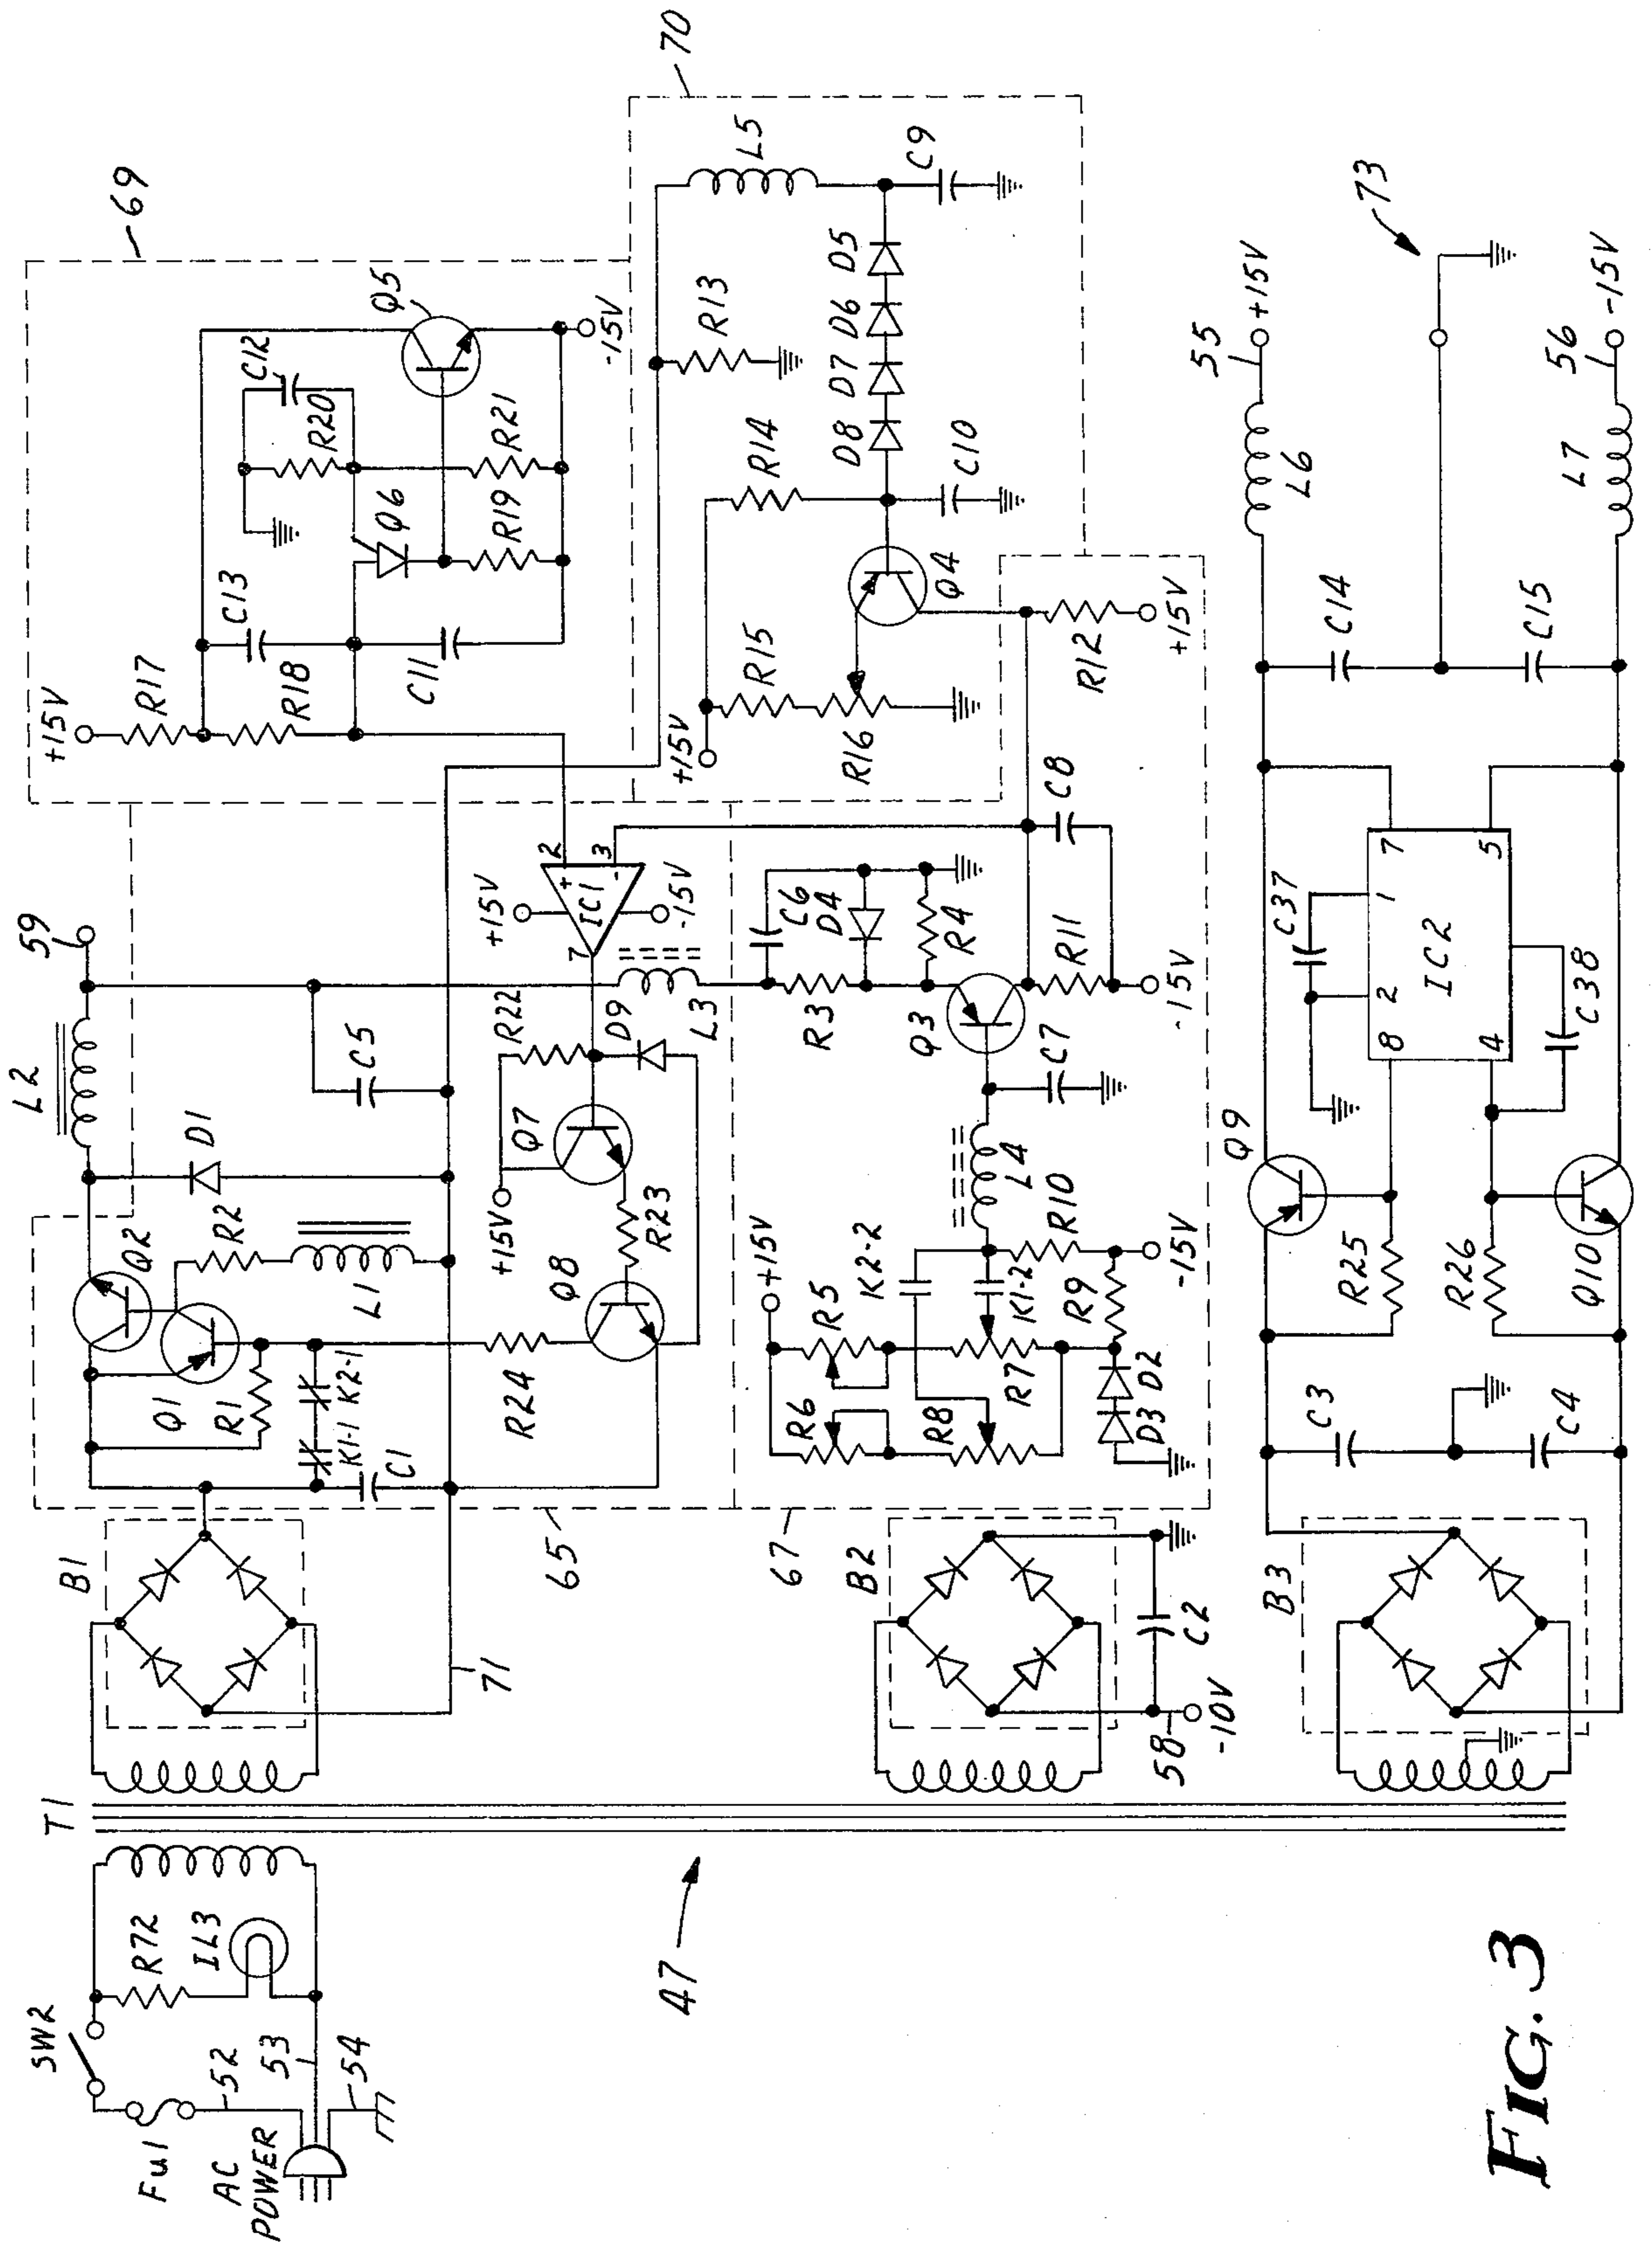 SW2
Fu1
AC
POWER
52
53
54
R72
IL3
T1
47
B1
71
65
C1
K1-1
K2-1
R1
Q1
Q2
R2
L1
D1
L2
59
C5
R24
Q8
R23
Q7
+15V
R22
D9
L3
7
IC1
+
-
2
3
+15V
-15V
69
+15V
R17
R18
C13
C11
Q6
R19
R20
R21
C12
Q5
-15V
70
+15V
R15
R16
R14
R13
Q4
D8
D7
D6
D5
C10
L5
C9
R12
+15V
67
+15V
R6
R5
R8
R7
K2-2
K1-2
R10
R9
D3
D2
-15V
L4
C7
Q3
R3
C6
D4
R4
R11
C8
-15V
B2
C2
58
-10V
B3
C3
C4
R25
R26
Q9
Q10
IC2
8
2
1
7
4
5
C37
C38
C14
C15
L6
L7
55
+15V
56
-15V
73
FIG. 3